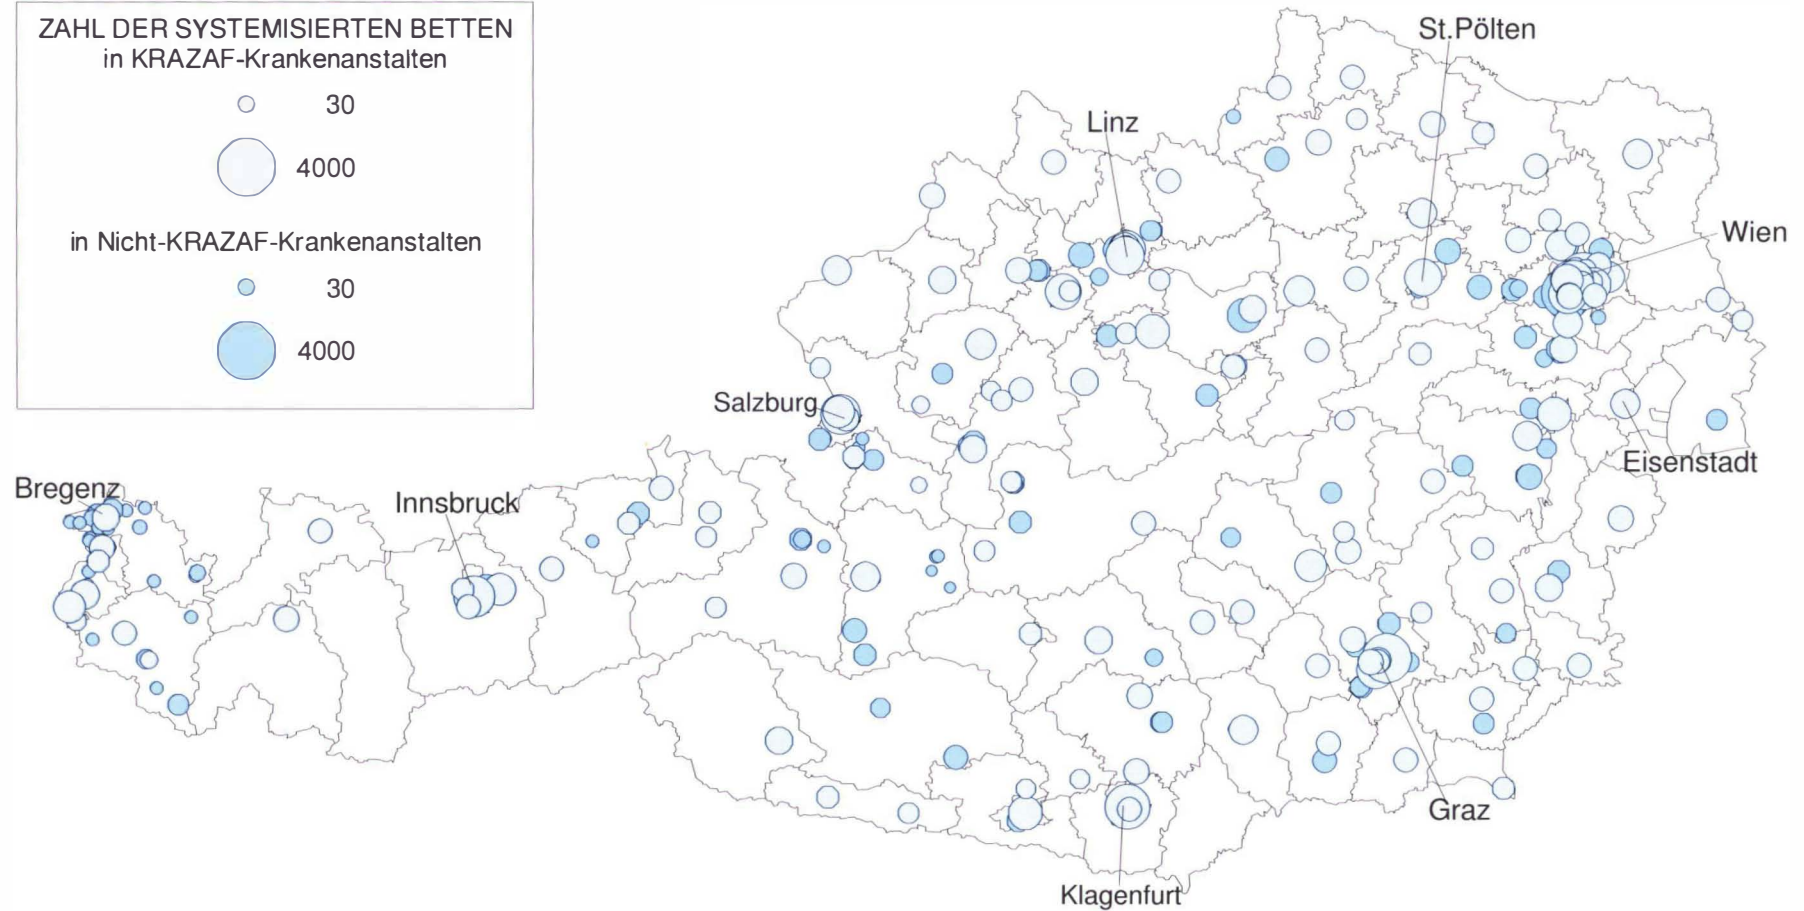 ZAHL DER SYSTEMISIERTEN BETTEN
in KRAZAF-Krankenanstalten
30
4000
in Nicht-KRAZAF-Krankenanstalten
30
4000
St.Pölten
Linz
Wien
Salzburg
Eisenstadt
Bregenz
Innsbruck
Graz
Klagenfurt